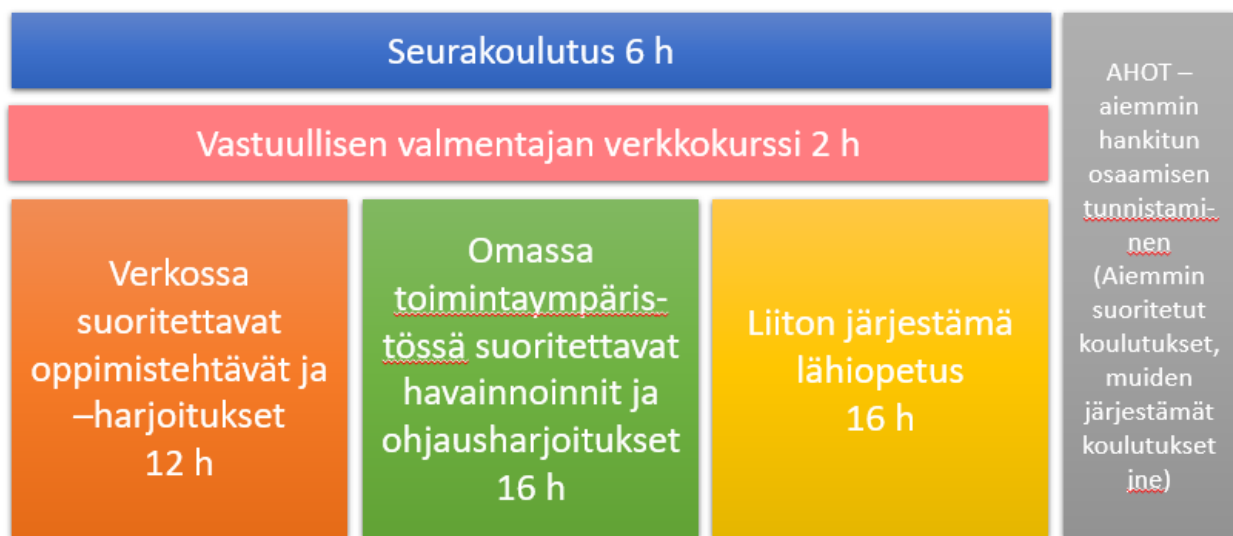 Seurakoulutus 6 h
Vastuullisen valmentajan verkkokurssi 2 h
Verkossa
suoritettavat
oppimistehtävät ja
–harjoitukset
12 h
Omassa
toimintaympäris-
tössä suoritettavat
havainnoinnit ja
ohjausharjoitukset
16 h
Liiton järjestämä
lähiopetus
16 h
AHOT –
aiemmin
hankitun
osaamisen
tunnistami-
nen
(Aiemmin
suoritetut
koulutukset,
muiden
järjestämät
koulutukset
jne)